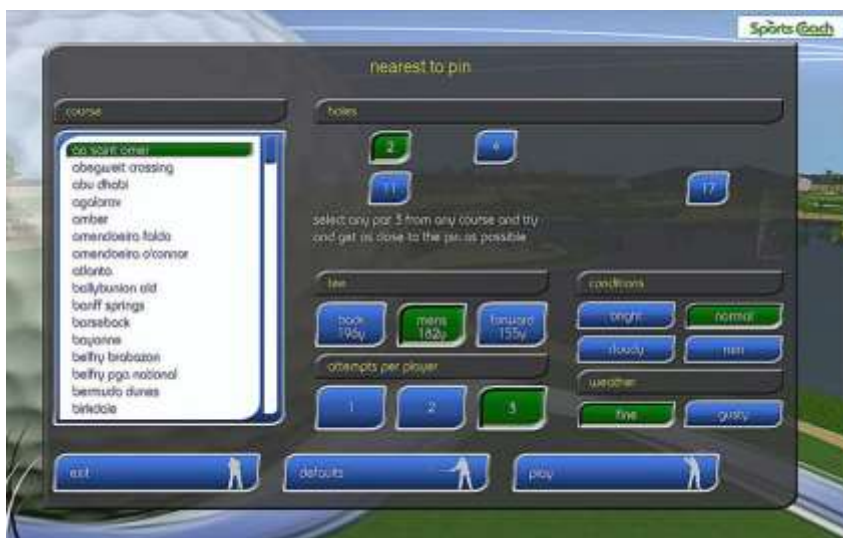 Sports Coach
nearest to pin
course
holes
aa saint omer
abegweit crossing
abu dhabi
agalarov
amber
amendoeira faldo
amendoeira o'connor
atlanta
ballybunion old
banff springs
barseback
bayonne
belfry brabazon
belfry pga national
bermuda dunes
birkdale
2
11
17
select any par 3 from any course and try
and get as close to the pin as possible
tee
back
196y
mens
182y
forward
155y
attempts per player
1
2
3
conditions
bright
normal
cloudy
weather
fine
gusty
exit
defaults
play